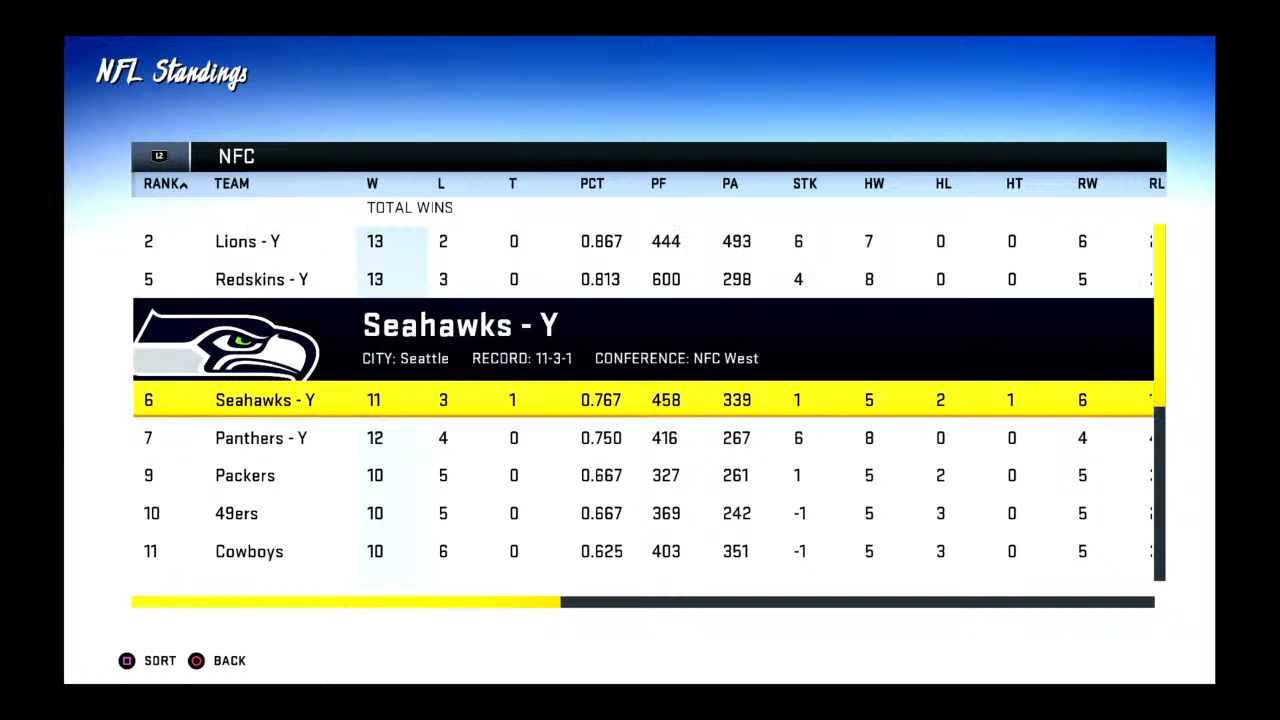 NFL Standings
L2 NFC
RANK TEAM W L T PCT PF PA STK HW HL HT RW RL
TOTAL WINS
2 Lions - Y 13 2 0 0.867 444 493 6 7 0 0 6
5 Redskins - Y 13 3 0 0.813 600 298 4 8 0 0 5
Seahawks - Y
CITY: Seattle RECORD: 11-3-1 CONFERENCE: NFC West
6 Seahawks - Y 11 3 1 0.767 458 339 1 5 2 1 6
7 Panthers - Y 12 4 0 0.750 416 267 6 8 0 0 4
9 Packers 10 5 0 0.667 327 261 1 5 2 0 5
10 49ers 10 5 0 0.667 369 242 -1 5 3 0 5
11 Cowboys 10 6 0 0.625 403 351 -1 5 3 0 5
SORT BACK